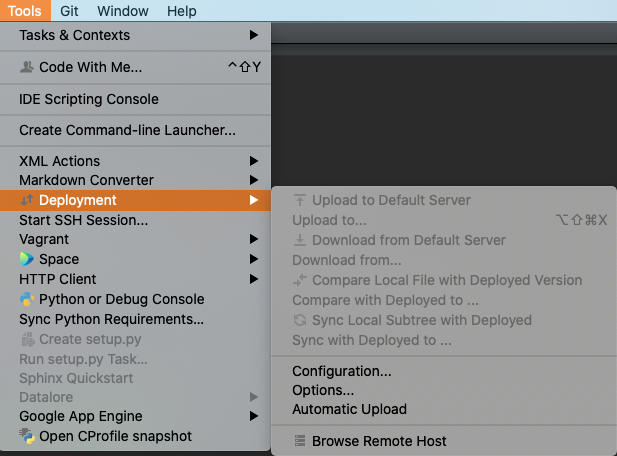 Tools Git Window Help
Tasks & Contexts
Code With Me... ^⇧Y
IDE Scripting Console
Create Command-line Launcher...
XML Actions
Markdown Converter
Deployment
Start SSH Session...
Vagrant
Space
HTTP Client
Python or Debug Console
Sync Python Requirements...
Create setup.py
Run setup.py Task...
Sphinx Quickstart
Datalore
Google App Engine
Open CProfile snapshot
Upload to Default Server
Upload to... ⌥⇧⌘X
Download from Default Server
Download from...
Compare Local File with Deployed Version
Compare with Deployed to ...
Sync Local Subtree with Deployed
Sync with Deployed to ...
Configuration...
Options...
Automatic Upload
Browse Remote Host